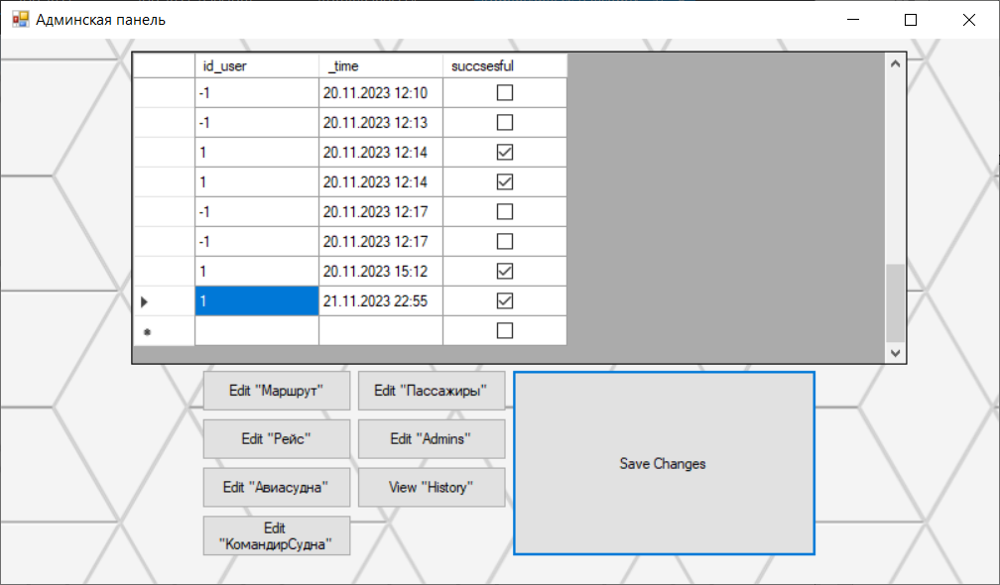 Админская панель
id_user _time succsesful
-1 20.11.2023 12:10
-1 20.11.2023 12:13
1 20.11.2023 12:14
1 20.11.2023 12:14
-1 20.11.2023 12:17
-1 20.11.2023 12:17
1 20.11.2023 15:12
1 21.11.2023 22:55
Edit "Маршрут" Edit "Пассажиры"
Edit "Рейс" Edit "Admins"
Save Changes
Edit "Авиасудна" View "History"
Edit
"КомандирСудна"